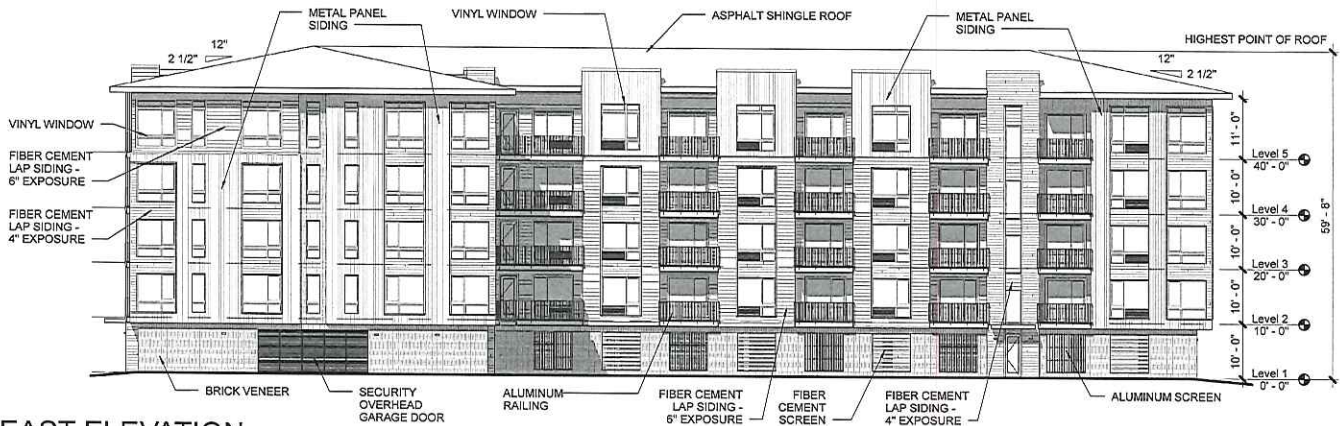 METAL PANEL
SIDING
VINYL WINDOW
ASPHALT SHINGLE ROOF
METAL PANEL
SIDING
HIGHEST POINT OF ROOF
12"
2 1/2"
12"
2 1/2"
VINYL WINDOW
FIBER CEMENT
LAP SIDING -
6" EXPOSURE
FIBER CEMENT
LAP SIDING -
4" EXPOSURE
11' - 0"
Level 5
40' - 0"
10' - 0"
Level 4
30' - 0"
10' - 0"
Level 3
20' - 0"
10' - 0"
Level 2
10' - 0"
10' - 0"
Level 1
0' - 0"
59' - 8"
BRICK VENEER
SECURITY
OVERHEAD
GARAGE DOOR
ALUMINUM
RAILING
FIBER CEMENT
LAP SIDING -
6" EXPOSURE
FIBER
CEMENT
SCREEN
FIBER CEMENT
LAP SIDING -
4" EXPOSURE
ALUMINUM SCREEN
EAST ELEVATION